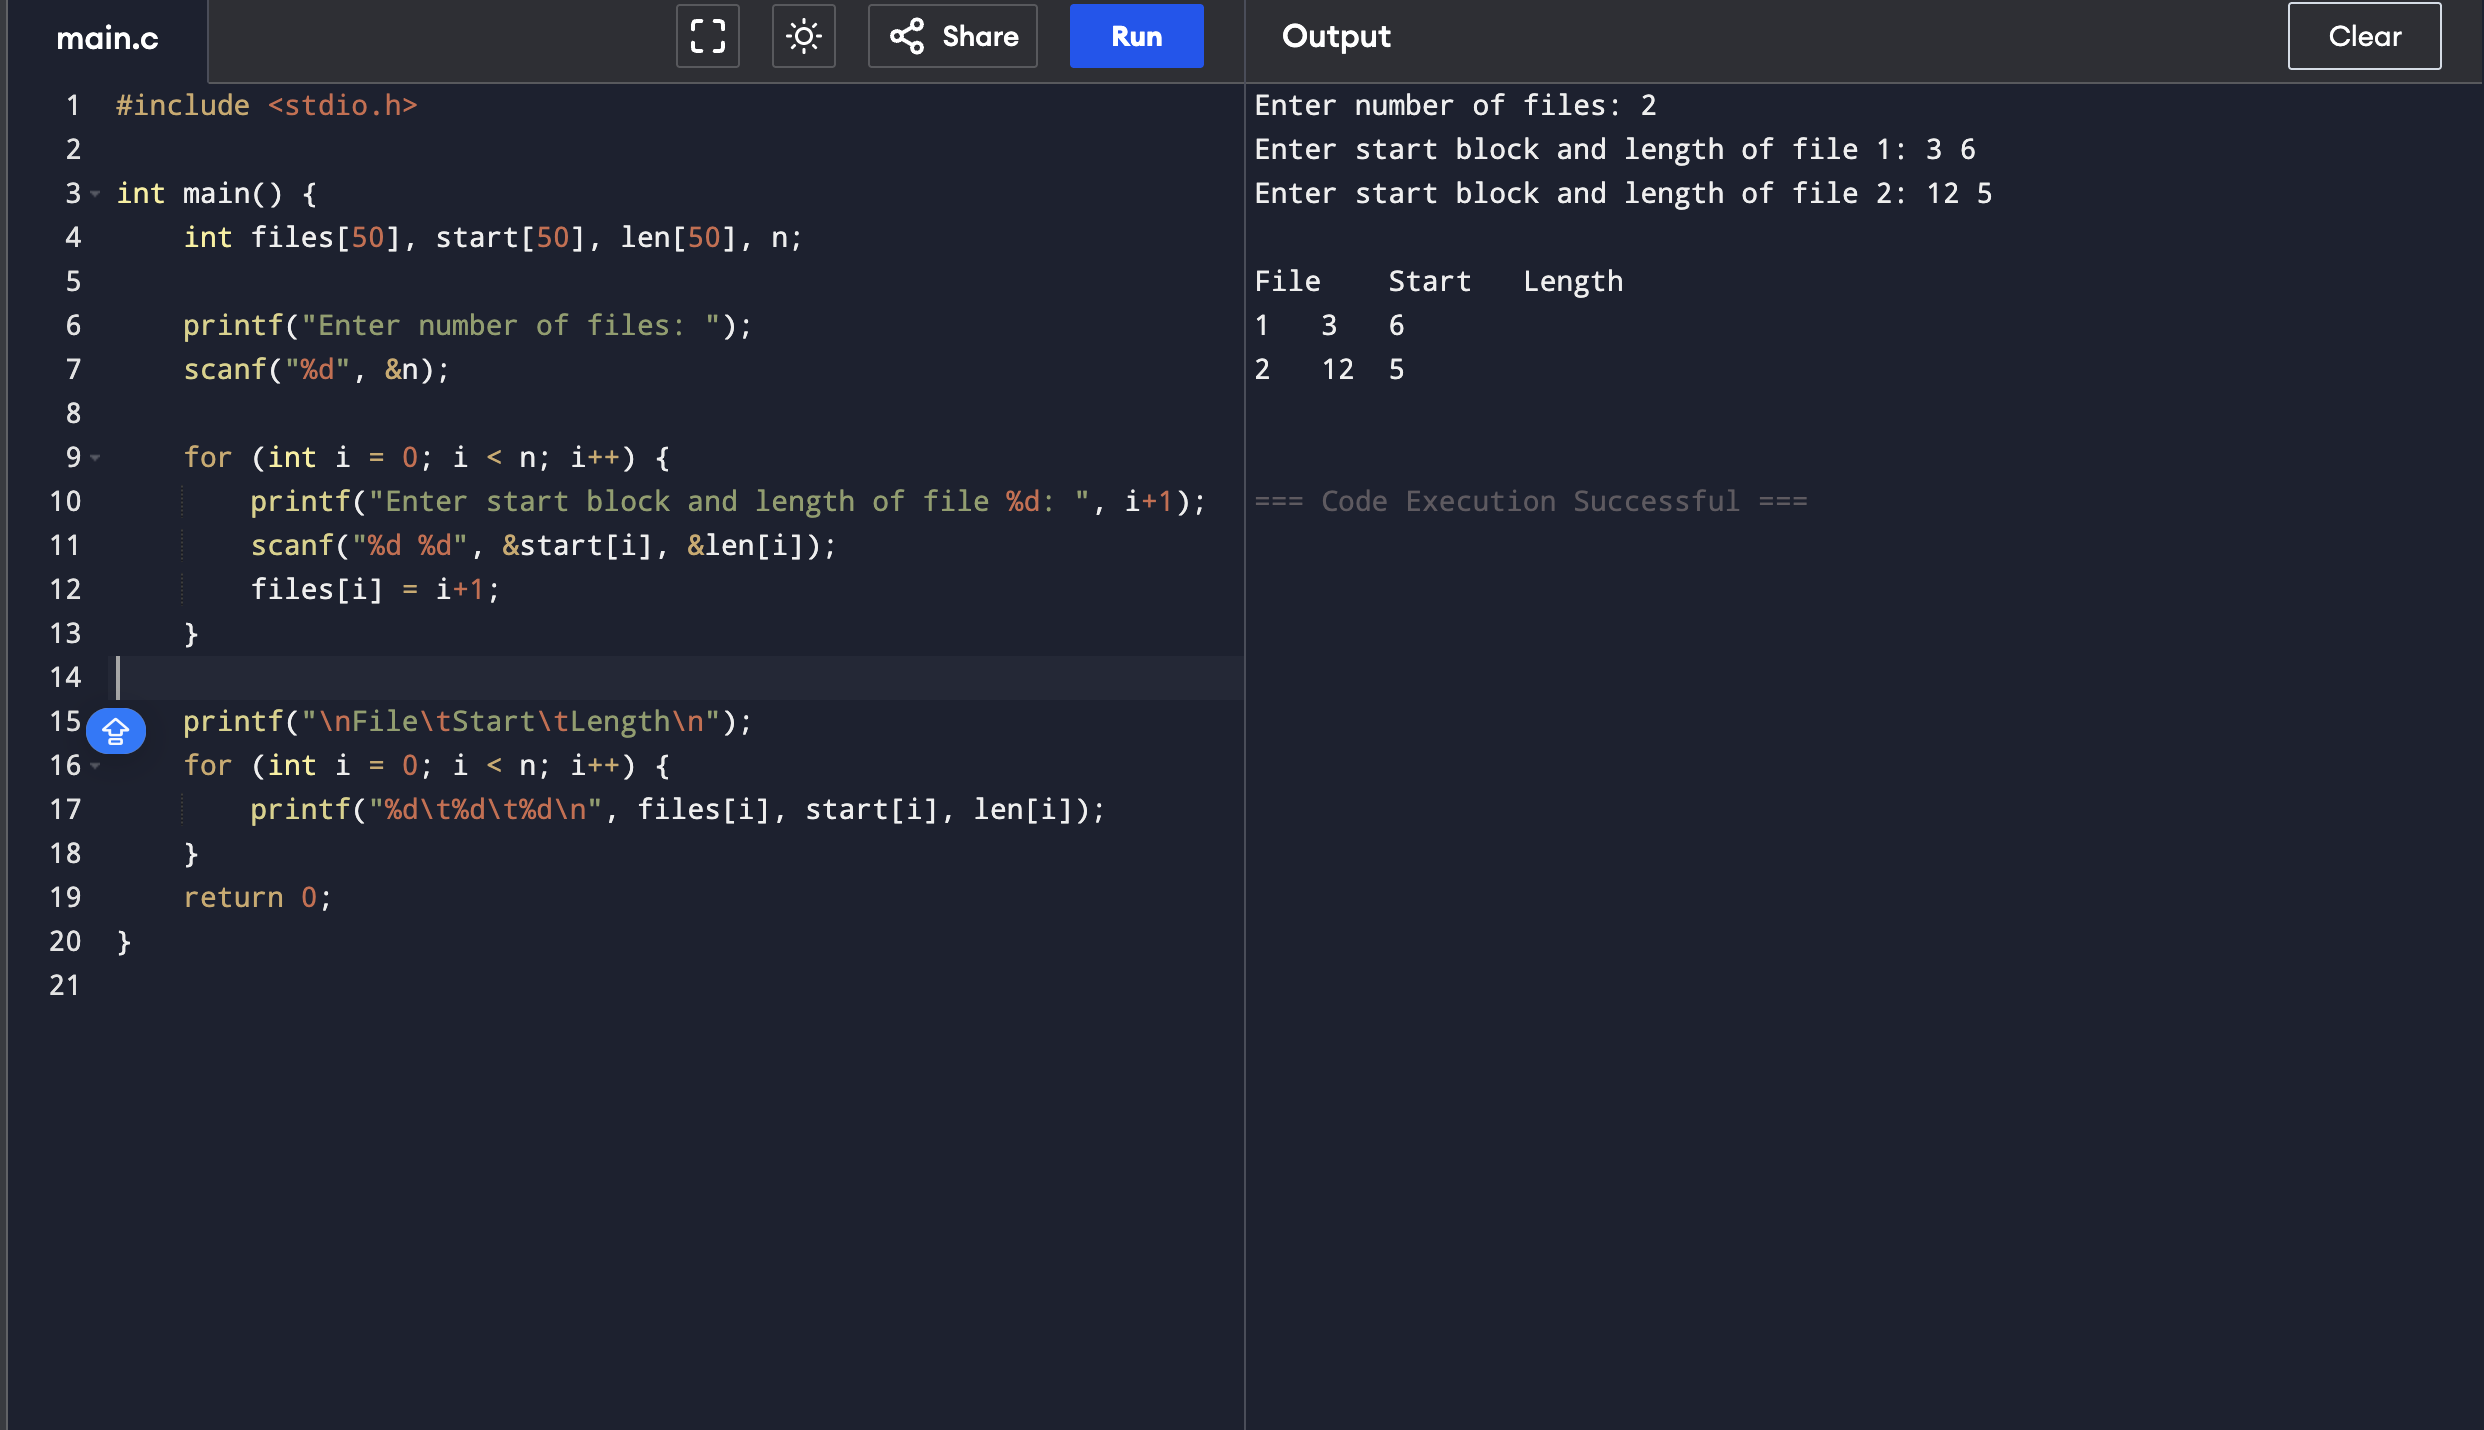 main.c
Share
Run
Output
Clear
1 #include <stdio.h>
2
3 int main() {
4     int files[50], start[50], len[50], n;
5
6     printf("Enter number of files: ");
7     scanf("%d", &n);
8
9     for (int i = 0; i < n; i++) {
10         printf("Enter start block and length of file %d: ", i+1);
11         scanf("%d %d", &start[i], &len[i]);
12         files[i] = i+1;
13     }
14
15     printf("\nFile\tStart\tLength\n");
16     for (int i = 0; i < n; i++) {
17         printf("%d\t%d\t%d\n", files[i], start[i], len[i]);
18     }
19     return 0;
20 }
21
Enter number of files: 2
Enter start block and length of file 1: 3 6
Enter start block and length of file 2: 12 5
File    Start   Length
1   3   6
2   12  5
=== Code Execution Successful ===